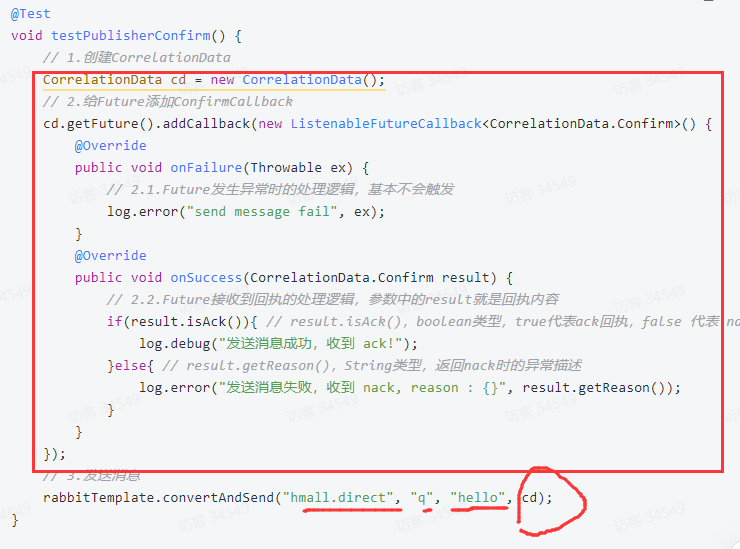 @Test
void testPublisherConfirm() {
// 1.创建CorrelationData
CorrelationData cd = new CorrelationData();
// 2.给Future添加ConfirmCallback
cd.getFuture().addCallback(new ListenableFutureCallback<CorrelationData.Confirm>() {
@Override
public void onFailure(Throwable ex) {
// 2.1.Future发生异常时的处理逻辑，基本不会触发
log.error("send message fail", ex);
}
@Override
public void onSuccess(CorrelationData.Confirm result) {
// 2.2.Future接收到回执的处理逻辑，参数中的result就是回执内容
if(result.isAck()){ // result.isAck()，boolean类型，true代表ack回执，false 代表 na
log.debug("发送消息成功，收到 ack!");
}else{ // result.getReason()，String类型，返回nack时的异常描述
log.error("发送消息失败，收到 nack, reason : {}", result.getReason());
}
}
});
// 3.发送消息
rabbitTemplate.convertAndSend("hmall.direct", "q", "hello", cd);
}
访客 34549